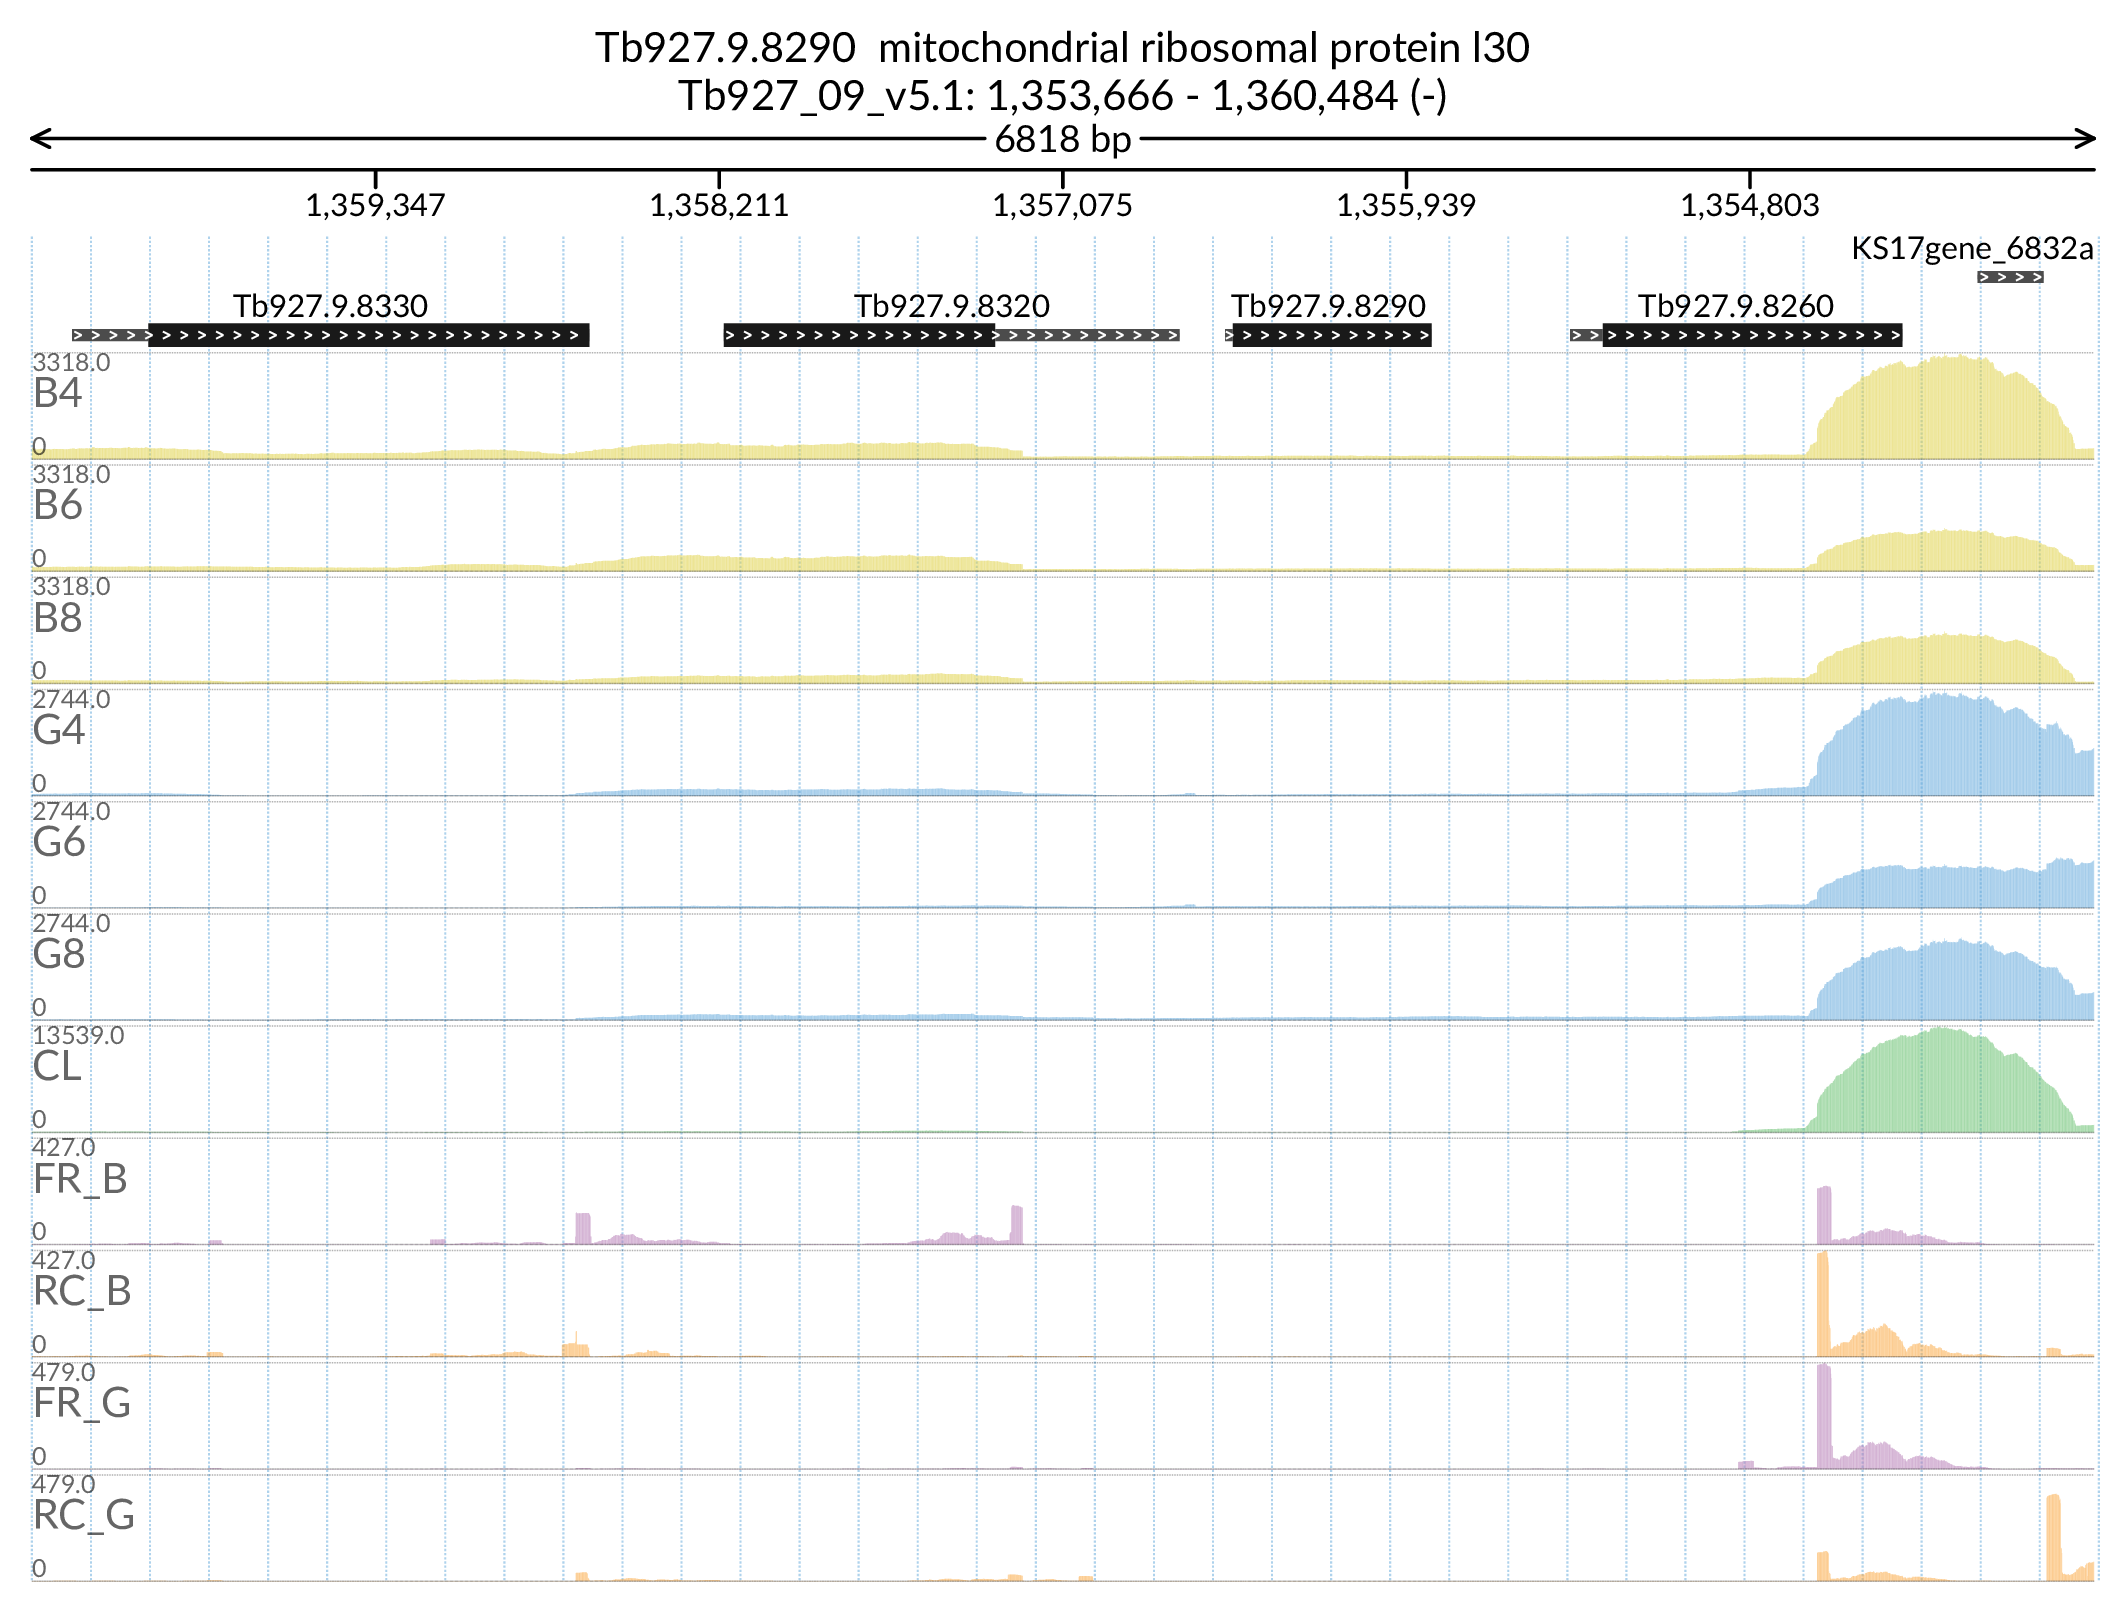 Tb927.9.8290  mitochondrial ribosomal protein l30
Tb927_09_v5.1: 1,353,666 - 1,360,484 (-)
6818 bp
1,359,347 1,358,211 1,357,075 1,355,939 1,354,803
KS17gene_6832a
Tb927.9.8330 Tb927.9.8320 Tb927.9.8290 Tb927.9.8260
3318.0
B4
0
3318.0
B6
0
3318.0
B8
0
2744.0
G4
0
2744.0
G6
0
2744.0
G8
0
13539.0
CL
0
427.0
FR_B
0
427.0
RC_B
0
479.0
FR_G
0
479.0
RC_G
0